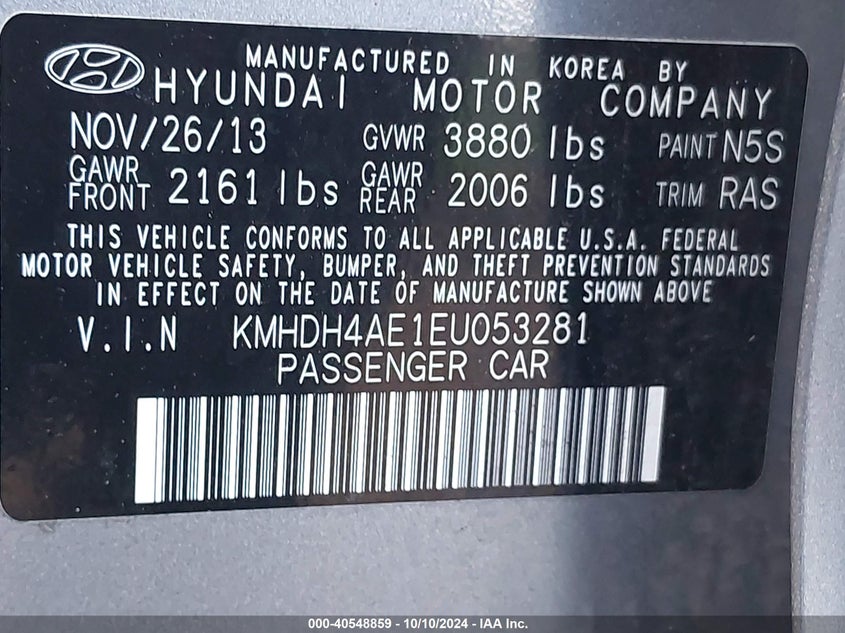 MANUFACTURED IN KOREA BY
HYUNDAI MOTOR COMPANY
NOV/26/13 GVWR 3880 lbs PAINT N5S
GAWR FRONT 2161 lbs GAWR REAR 2006 lbs TRIM RAS
THIS VEHICLE CONFORMS TO ALL APPLICABLE U.S.A. FEDERAL
MOTOR VEHICLE SAFETY, BUMPER, AND THEFT PREVENTION STANDARDS
IN EFFECT ON THE DATE OF MANUFACTURE SHOWN ABOVE
V.I.N KMHDH4AE1EU053281
PASSENGER CAR
000-40548859 - 10/10/2024 - IAA Inc.